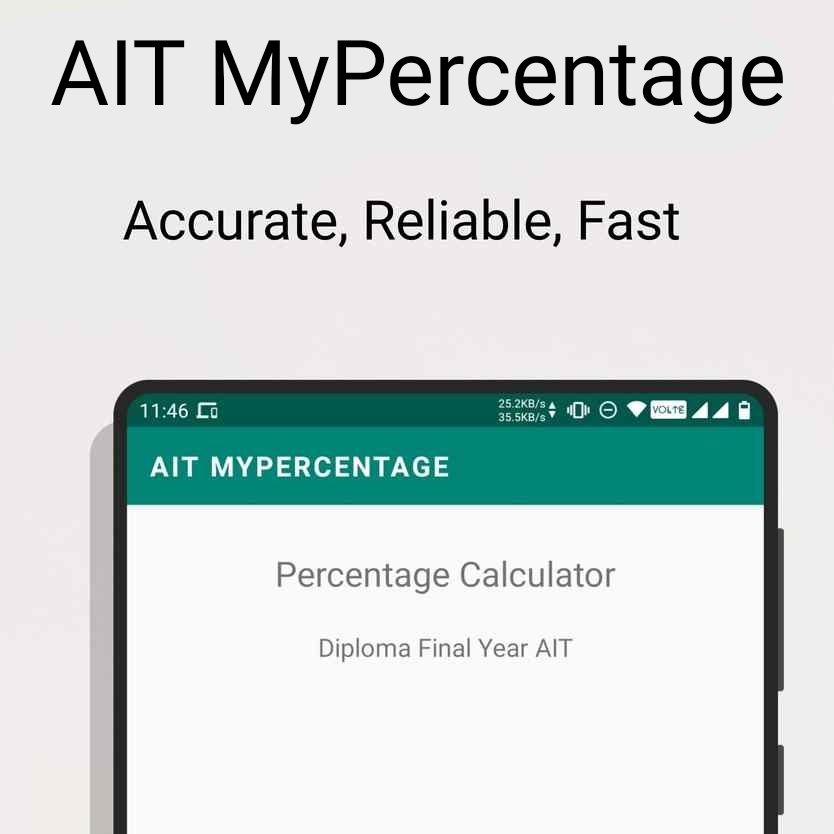 AIT MyPercentage
Accurate, Reliable, Fast
11:46
25.2KB/s
35.5KB/s
VOLTE
AIT MYPERCENTAGE
Percentage Calculator
Diploma Final Year AIT